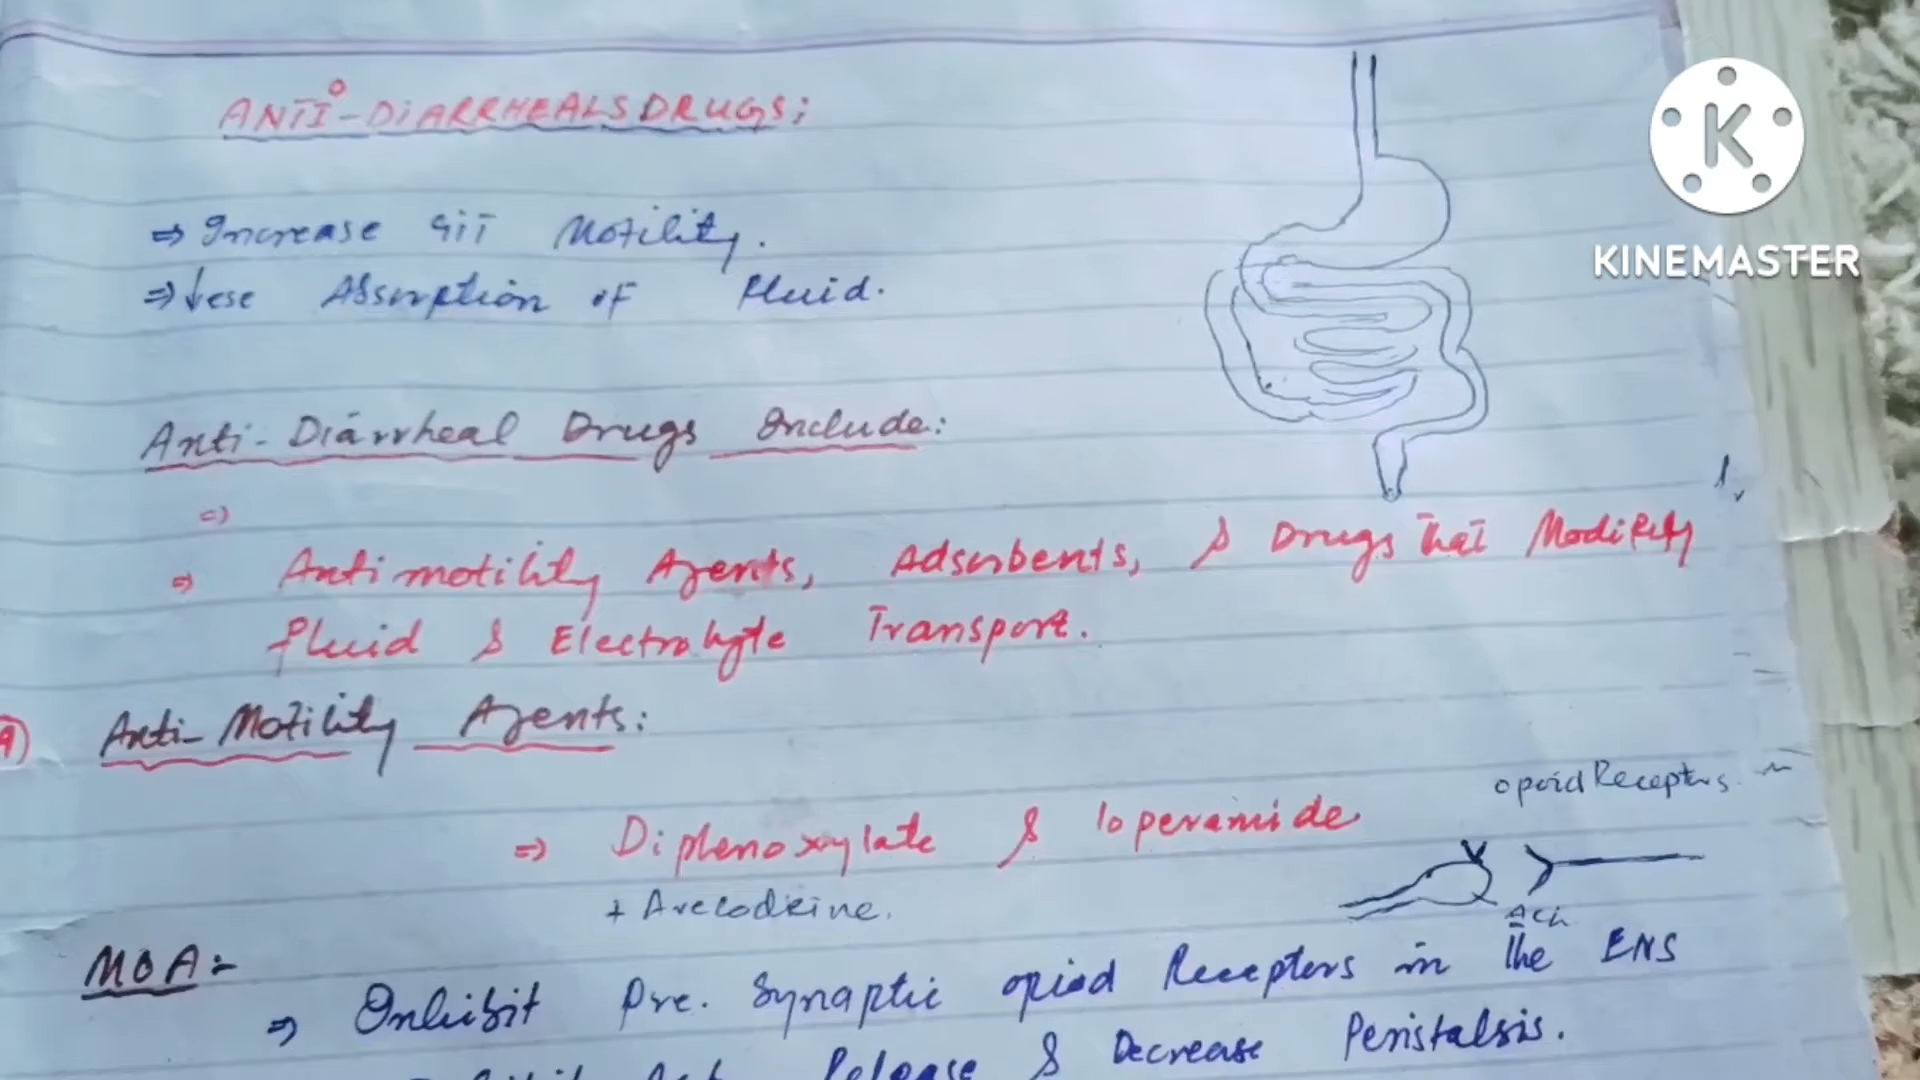 ANTI-DIARRHEALS DRUGS:
KINEMASTER
⇒ Increase GIT Motility.
⇒ ↓ese Absorption of Fluid.
Anti-Diarrheal Drugs Include:
⇒
⇒ Antimotility Agents, Adsorbents, & Drugs that Modifty
fluid & Electrolyte Transport.
A) Anti-Motility Agents:
opoid Receptors.
⇒ Diphenoxylate & loperamide
+ Avecodeine.
Ach
MOA:-
⇒ Inhibit Pre. Synaptic opiod Receptors in the ENS
Release & Decrease Peristalsis.